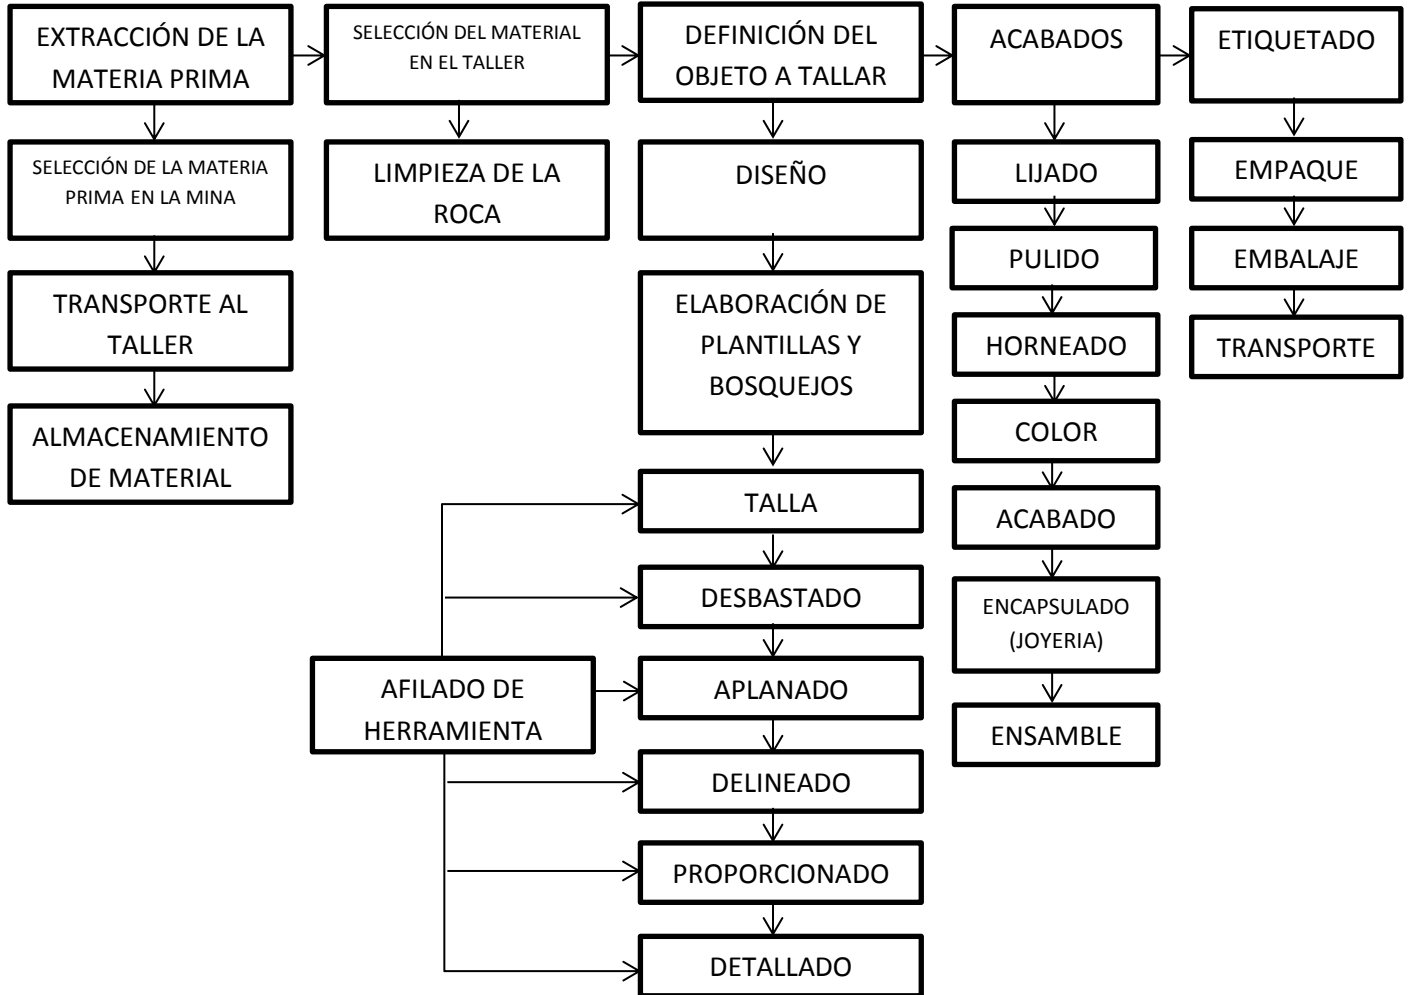 EXTRACCIÓN DE LA
MATERIA PRIMA
SELECCIÓN DE LA MATERIA
PRIMA EN LA MINA
TRANSPORTE AL
TALLER
ALMACENAMIENTO
DE MATERIAL
SELECCIÓN DEL MATERIAL
EN EL TALLER
LIMPIEZA DE LA
ROCA
DEFINICIÓN DEL
OBJETO A TALLAR
DISEÑO
ELABORACIÓN DE
PLANTILLAS Y
BOSQUEJOS
TALLA
DESBASTADO
APLANADO
DELINEADO
PROPORCIONADO
DETALLADO
AFILADO DE
HERRAMIENTA
ACABADOS
LIJADO
PULIDO
HORNEADO
COLOR
ACABADO
ENCAPSULADO
(JOYERIA)
ENSAMBLE
ETIQUETADO
EMPAQUE
EMBALAJE
TRANSPORTE